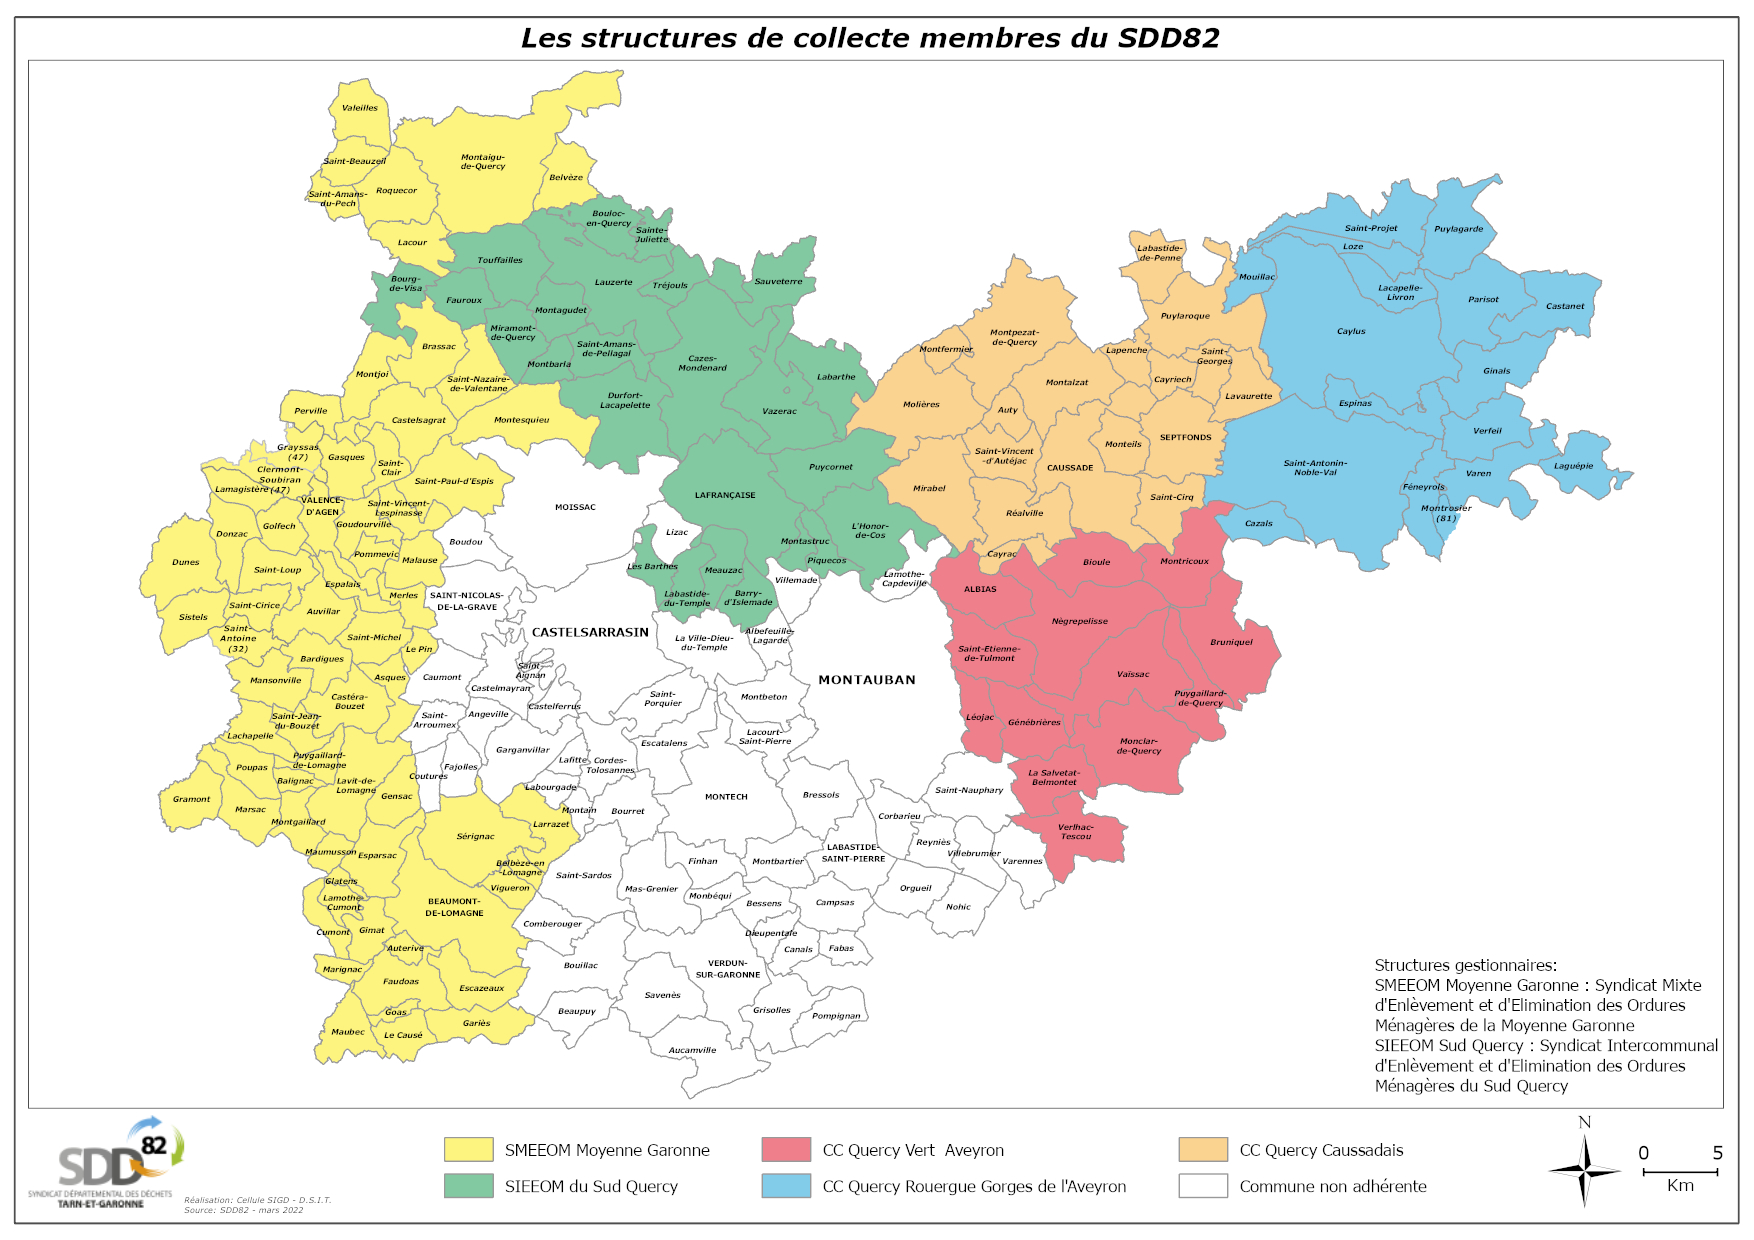 Les structures de collecte membres du SDD82
Valeilles
Saint-Beauzeil
Saint-Amans-
du-Pech
Roquecor
Montaigu-
de-Quercy
Belvèze
Lacour
Bouloc-
en-Quercy
Sainte-
Juliette
Touffailles
Bourg-
de-Visa
Fauroux
Lauzerte
Tréjouls
Sauveterre
Montagudet
Miramont-
de-Quercy
Saint-Amans-
de-Pellagal
Montbarla
Cazes-
Mondenard
Labarthe
Durfort-
Lacapelette
Vazerac
Brassac
Montjoi
Saint-Nazaire-
de-Valentane
Perville
Castelsagrat
Montesquieu
Grayssas
(47)
Gasques
Clermont-
Soubiran
(47)
Saint-
Clair
Lamagistère
Saint-Paul-d'Espis
VALENCE-
D'AGEN
Saint-Vincent-
Lespinasse
Golfech
Goudourville
Donzac
Pommevic
Malause
Dunes
Saint-Loup
Espalais
Merles
Sistels
Saint-Cirice
Auvillar
Saint-
Antoine
(32)
Saint-Michel
Le Pin
Bardigues
Mansonville
Asques
Castéra-
Bouzet
Saint-Jean-
du-Bouzet
Lachapelle
Puygaillard-
de-Lomagne
Poupas
Balignac
Lavit-de-
Lomagne
Gensac
Gramont
Marsac
Montgaillard
Maumusson
Esparsac
Sérignac
Larrazet
Belbèze-en
-Lomagne
Vigueron
Glatens
Lamothe-
Cumont
BEAUMONT-
DE-LOMAGNE
Cumont
Gimat
Auterive
Marignac
Faudoas
Escazeaux
Goas
Maubec
Le Causé
Gariès
MOISSAC
Boudou
Lizac
LAFRANÇAISE
Puycornet
L'Honor-
de-Cos
Montastruc
Piquecos
Les Barthes
Meauzac
Labastide-
du-Temple
Barry-
d'Islemade
Villemade
Lamothe-
Capdeville
SAINT-NICOLAS-
DE-LA-GRAVE
CASTELSARRASIN
La Ville-Dieu-
du-Temple
Albefeuille-
Lagarde
MONTAUBAN
Caumont
Saint-
Aignan
Castelmayran
Castelferrus
Saint-
Porquier
Montbeton
Saint-
Arroumex
Angeville
Lacourt-
Saint-Pierre
Escatalens
Garganvillar
Lafitte
Cordes-
Tolosannes
Fajolles
Coutures
Labourgade
Montaïn
Bourret
MONTECH
Bressols
Saint-Nauphary
Corbarieu
Reyniès
Villebrumier
Varennes
LABASTIDE-
SAINT-PIERRE
Finhan
Montbartier
Saint-Sardos
Mas-Grenier
Monbéqui
Bessens
Campsas
Orgueil
Nohic
Comberouger
Dieupentale
Canals
Fabas
Bouillac
VERDUN-
SUR-GARONNE
Savenès
Beaupuy
Grisolles
Pompignan
Aucamville
Labastide-
de-Penne
Puylaroque
Montfermier
Montpezat-
de-Quercy
Lapenche
Saint-
Georges
Cayriech
Montalzat
Lavaurette
Molières
Auty
Monteils
SEPTFONDS
Saint-Vincent
-d'Autéjac
CAUSSADE
Mirabel
Saint-Cirq
Réalville
Cayrac
Mouillac
Saint-Projet
Loze
Puylagarde
Lacapelle-
Livron
Parisot
Castanet
Caylus
Ginals
Espinas
Verfeil
Saint-Antonin-
Noble-Val
Varen
Laguépie
Féneyrols
Montrosier
(81)
Cazals
ALBIAS
Bioule
Montricoux
Nègrepelisse
Saint-Etienne-
de-Tulmont
Bruniquel
Vaïssac
Puygaillard-
de-Quercy
Léojac
Génébrières
Monclar-
de-Quercy
La Salvetat-
Belmontet
Verlhac-
Tescou
Structures gestionnaires:
SMEEOM Moyenne Garonne : Syndicat Mixte
d'Enlèvement et d'Elimination des Ordures
Ménagères de la Moyenne Garonne
SIEEOM Sud Quercy : Syndicat Intercommunal
d'Enlèvement et d'Elimination des Ordures
Ménagères du Sud Quercy
SDD 82
SYNDICAT DÉPARTEMENTAL DES DÉCHETS
TARN-ET-GARONNE
Réalisation: Cellule SIGD - D.S.I.T.
Source: SDD82 - mars 2022
SMEEOM Moyenne Garonne
SIEEOM du Sud Quercy
CC Quercy Vert Aveyron
CC Quercy Rouergue Gorges de l'Aveyron
CC Quercy Caussadais
Commune non adhérente
N
0 5
Km